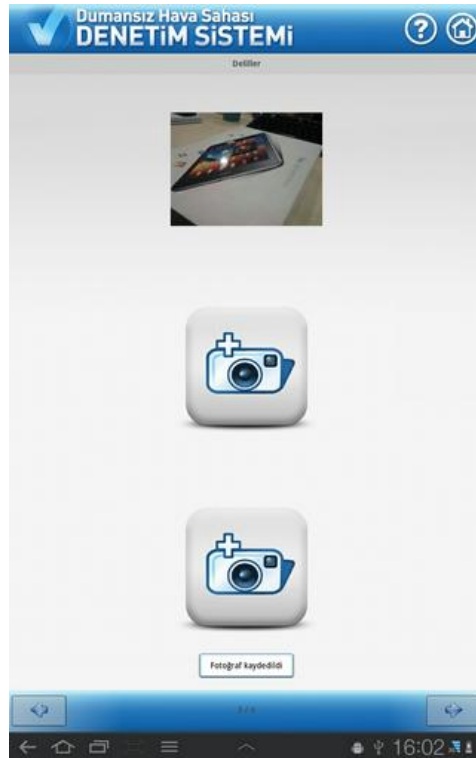 Dumansız Hava Sahası
DENETİM SİSTEMİ
?
Deliller
Fotoğraf kaydedildi
16:02